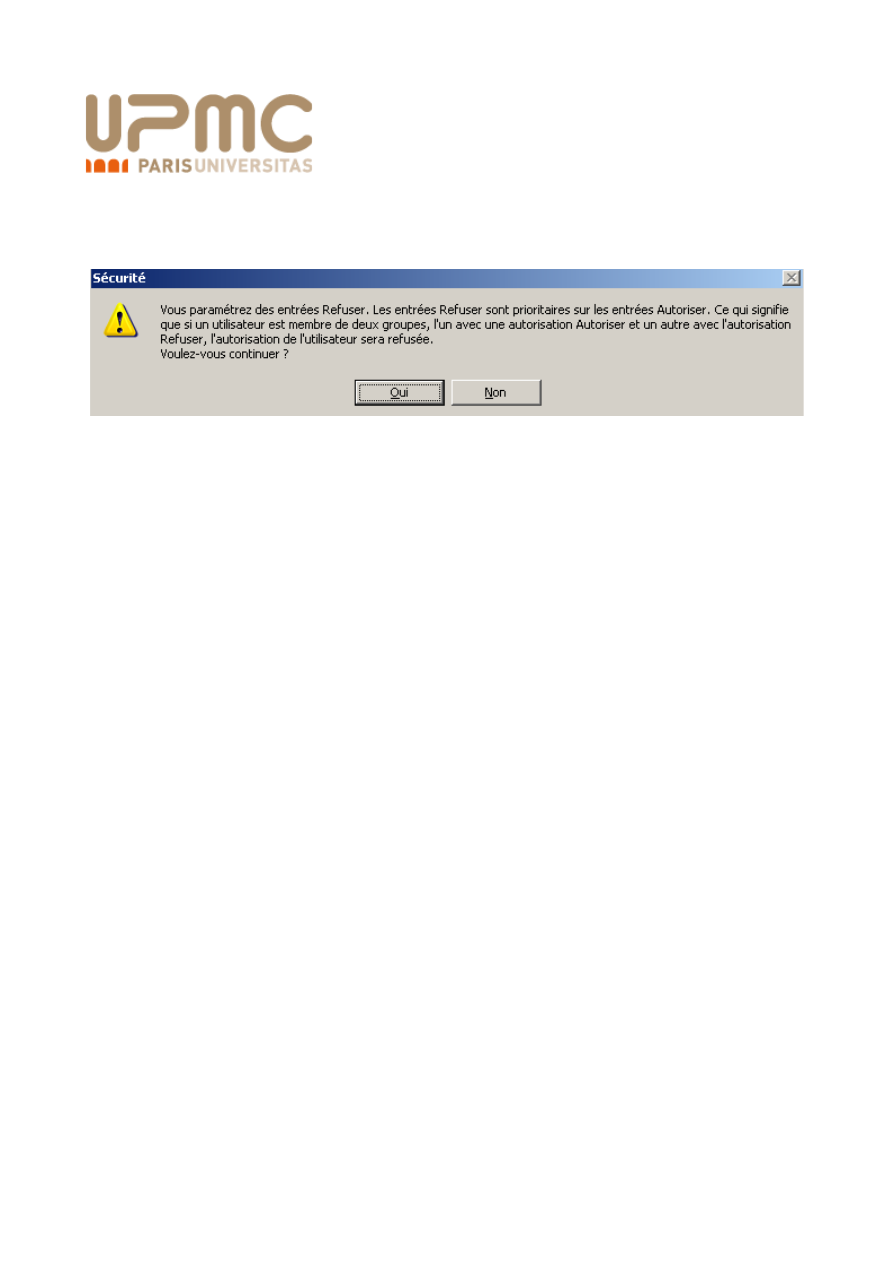 UPMC
PARISUNIVERSITAS
Sécurité
Vous paramétrez des entrées Refuser. Les entrées Refuser sont prioritaires sur les entrées Autoriser. Ce qui signifie
que si un utilisateur est membre de deux groupes, l'un avec une autorisation Autoriser et un autre avec l'autorisation
Refuser, l'autorisation de l'utilisateur sera refusée.
Voulez-vous continuer ?
Oui
Non